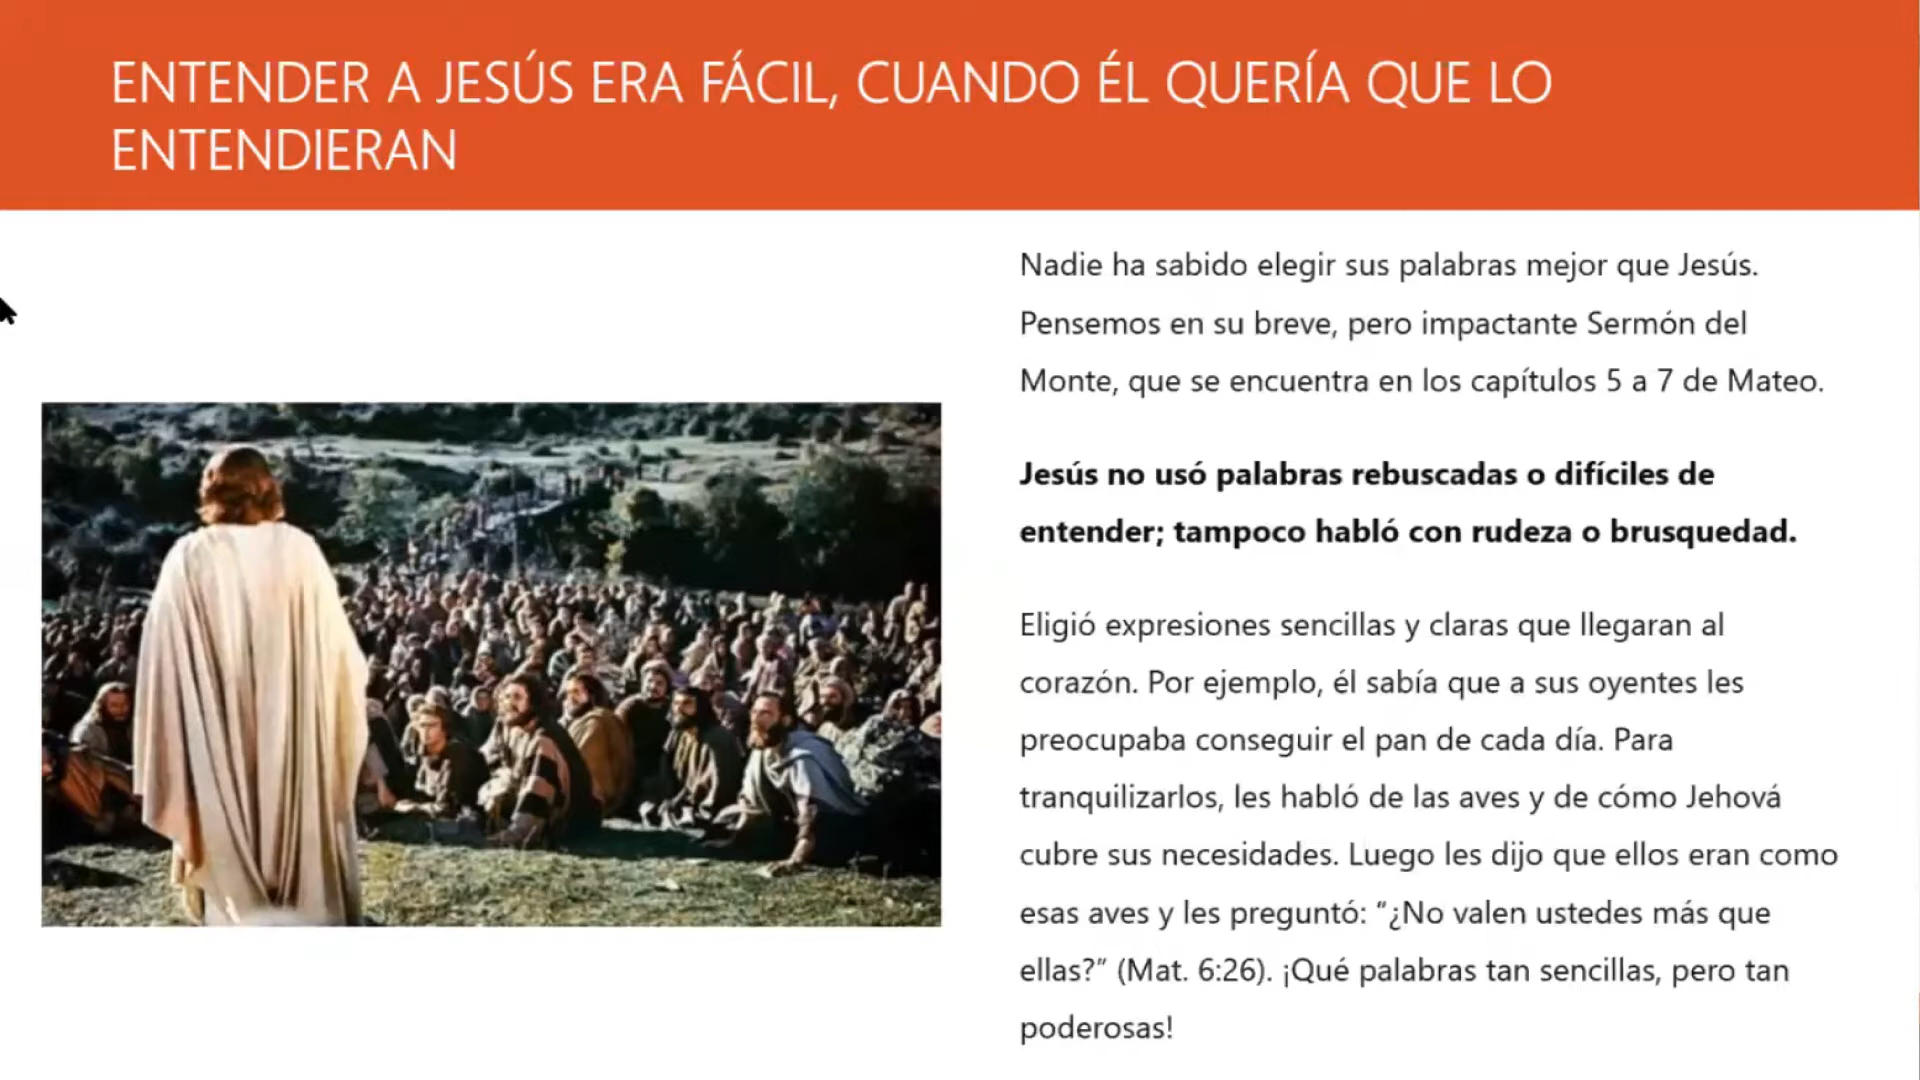 ENTENDER A JESÚS ERA FÁCIL, CUANDO ÉL QUERÍA QUE LO
ENTENDIERAN
Nadie ha sabido elegir sus palabras mejor que Jesús.
Pensemos en su breve, pero impactante Sermón del
Monte, que se encuentra en los capítulos 5 a 7 de Mateo.
Jesús no usó palabras rebuscadas o difíciles de
entender; tampoco habló con rudeza o brusquedad.
Eligió expresiones sencillas y claras que llegaran al
corazón. Por ejemplo, él sabía que a sus oyentes les
preocupaba conseguir el pan de cada día. Para
tranquilizarlos, les habló de las aves y de cómo Jehová
cubre sus necesidades. Luego les dijo que ellos eran como
esas aves y les preguntó: “¿No valen ustedes más que
ellas?” (Mat. 6:26). ¡Qué palabras tan sencillas, pero tan
poderosas!